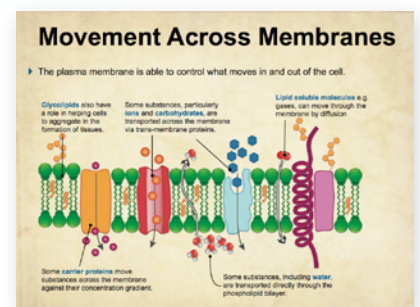 Movement Across Membranes
The plasma membrane is able to control what moves in and out of the cell.
Glycolipids also have
a role in helping cells
to aggregate in the
formation of tissues.
Some substances, particularly
ions and carbohydrates, are
transported across the membrane
via trans-membrane proteins.
Lipid soluble molecules e.g.
gases, can move through the
membrane by diffusion
Some carrier proteins move
substances across the membrane
against their concentration gradient.
Some substances, including water,
are transported directly through the
phospholipid bilayer.